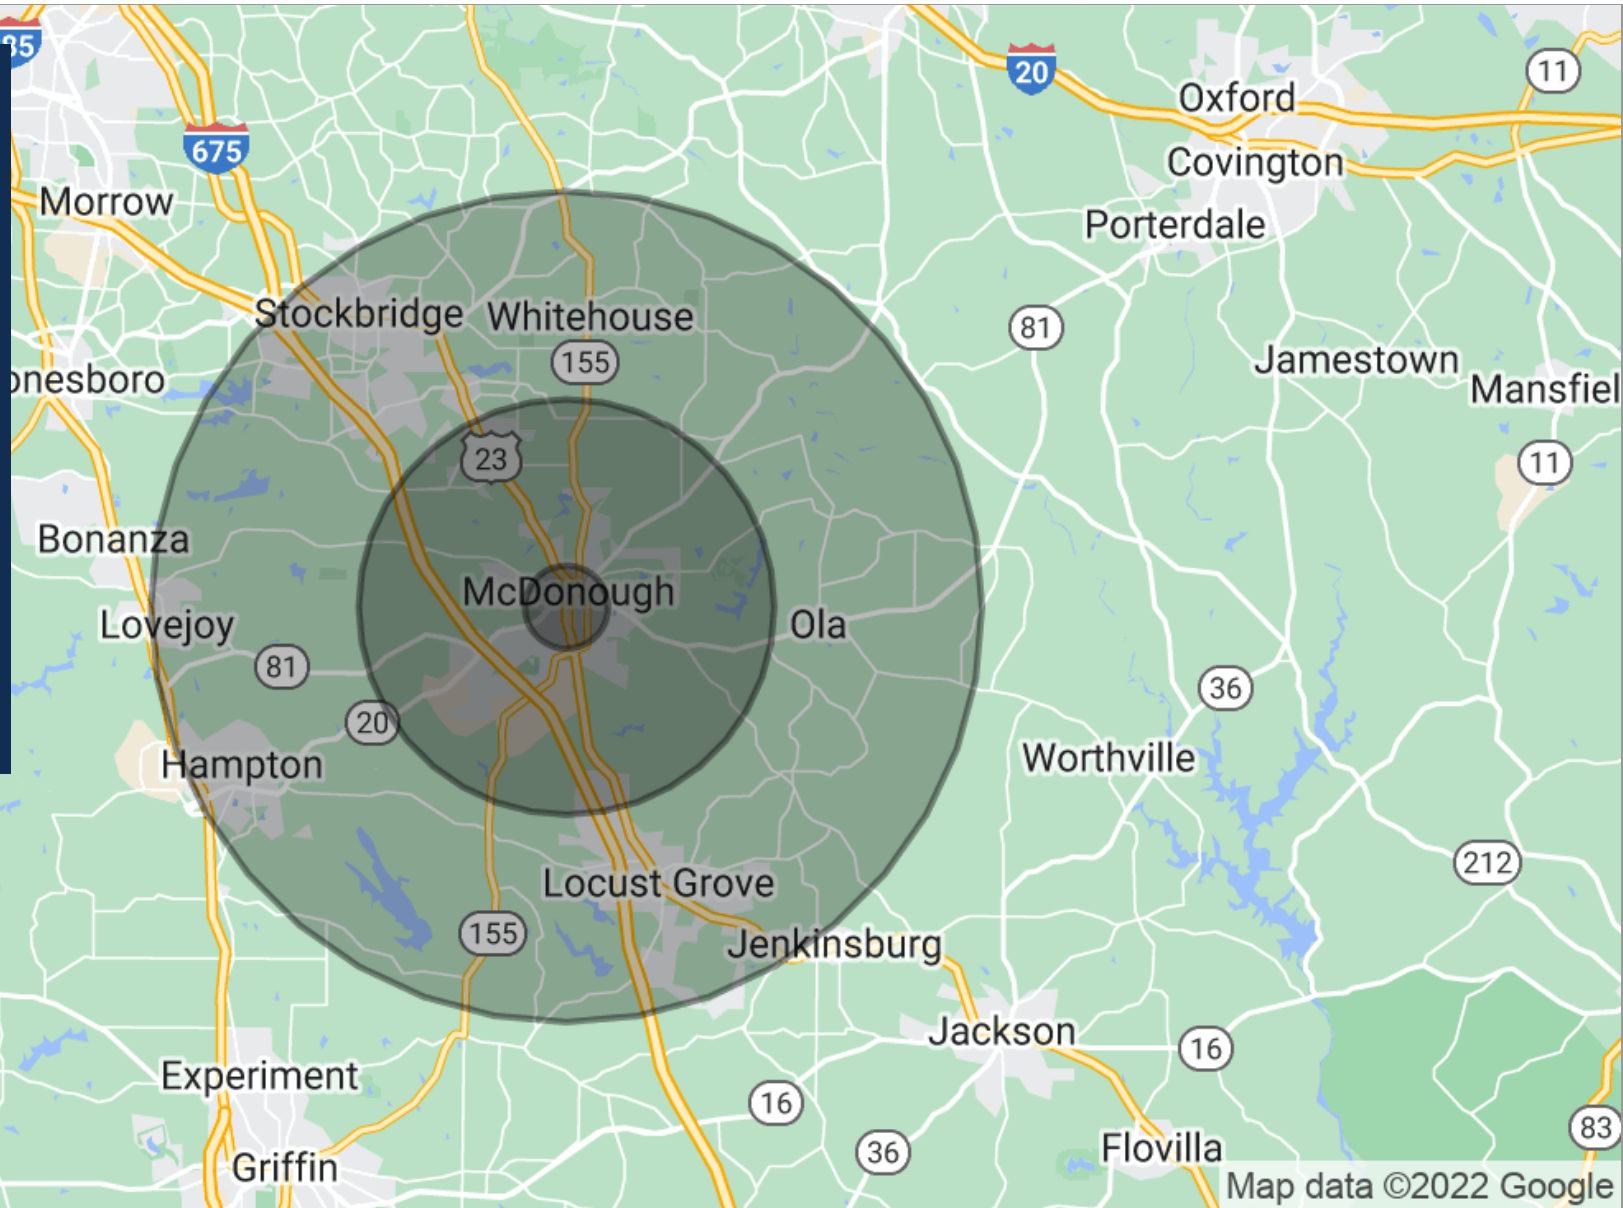 85
20
11
Oxford
675
Covington
Morrow
Porterdale
Stockbridge
Whitehouse
81
155
Jamestown
onesboro
Mansfiel
23
11
Bonanza
McDonough
Lovejoy
Ola
81
36
20
Hampton
Worthville
212
Locust Grove
155
Jenkinsburg
Jackson
16
Experiment
16
83
36
Flovilla
Griffin
Map data ©2022 Google